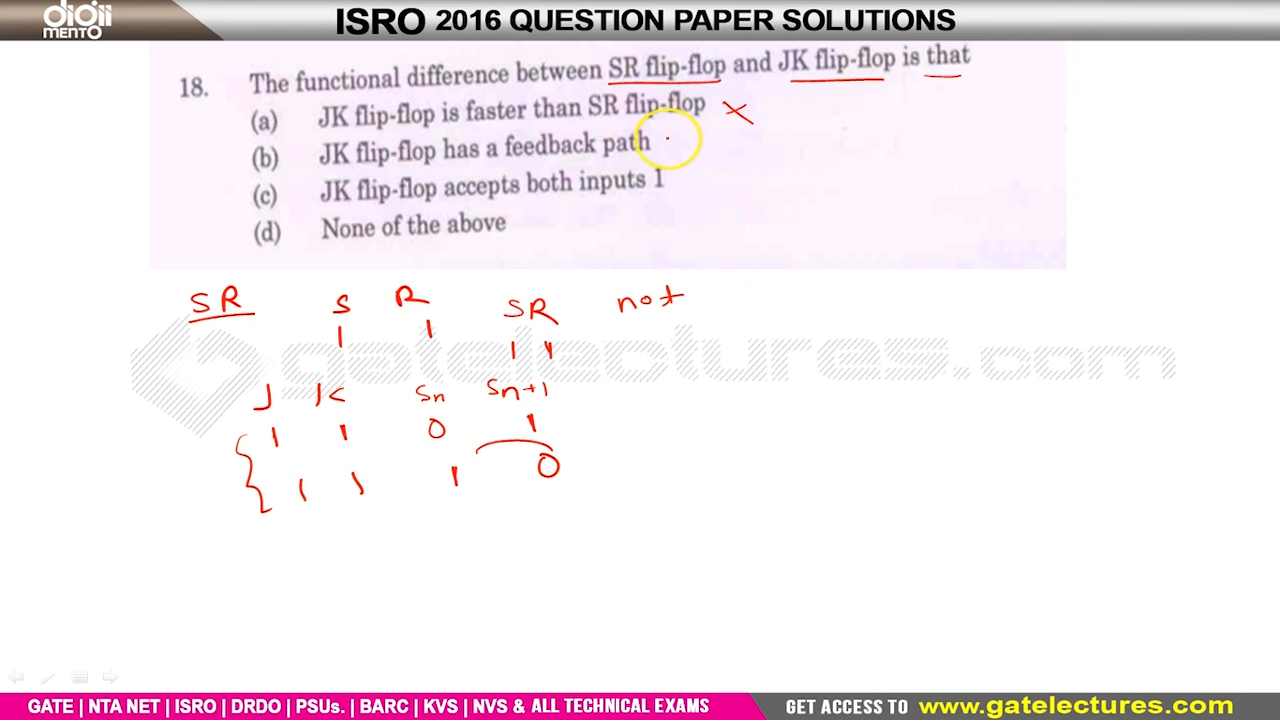 digiii
MENTO
ISRO 2016 QUESTION PAPER SOLUTIONS
18. The functional difference between SR flip-flop and JK flip-flop is that
(a) JK flip-flop is faster than SR flip-flop
(b) JK flip-flop has a feedback path
(c) JK flip-flop accepts both inputs 1
(d) None of the above
SR S R SR not
1 1 1 1
J K Sn Sn+1
1 1 0 1
1 1 1 0
gatelectures.com
GATE | NTA NET | ISRO | DRDO | PSUs. | BARC | KVS | NVS & ALL TECHNICAL EXAMS GET ACCESS TO www.gatelectures.com